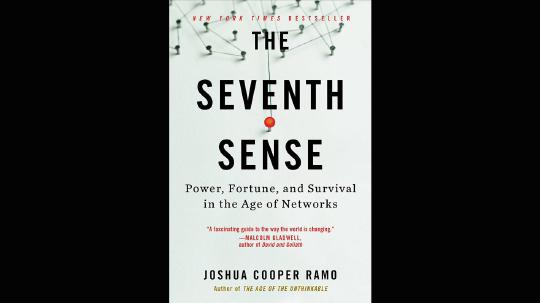 NEW YORK TIMES BESTSELLER
THE
SEVENTH
SENSE
Power, Fortune, and Survival
in the Age of Networks
"A fascinating guide to the way the world is changing."
—MALCOLM GLADWELL,
author of David and Goliath
JOSHUA COOPER RAMO
Author of THE AGE OF THE UNTHINKABLE